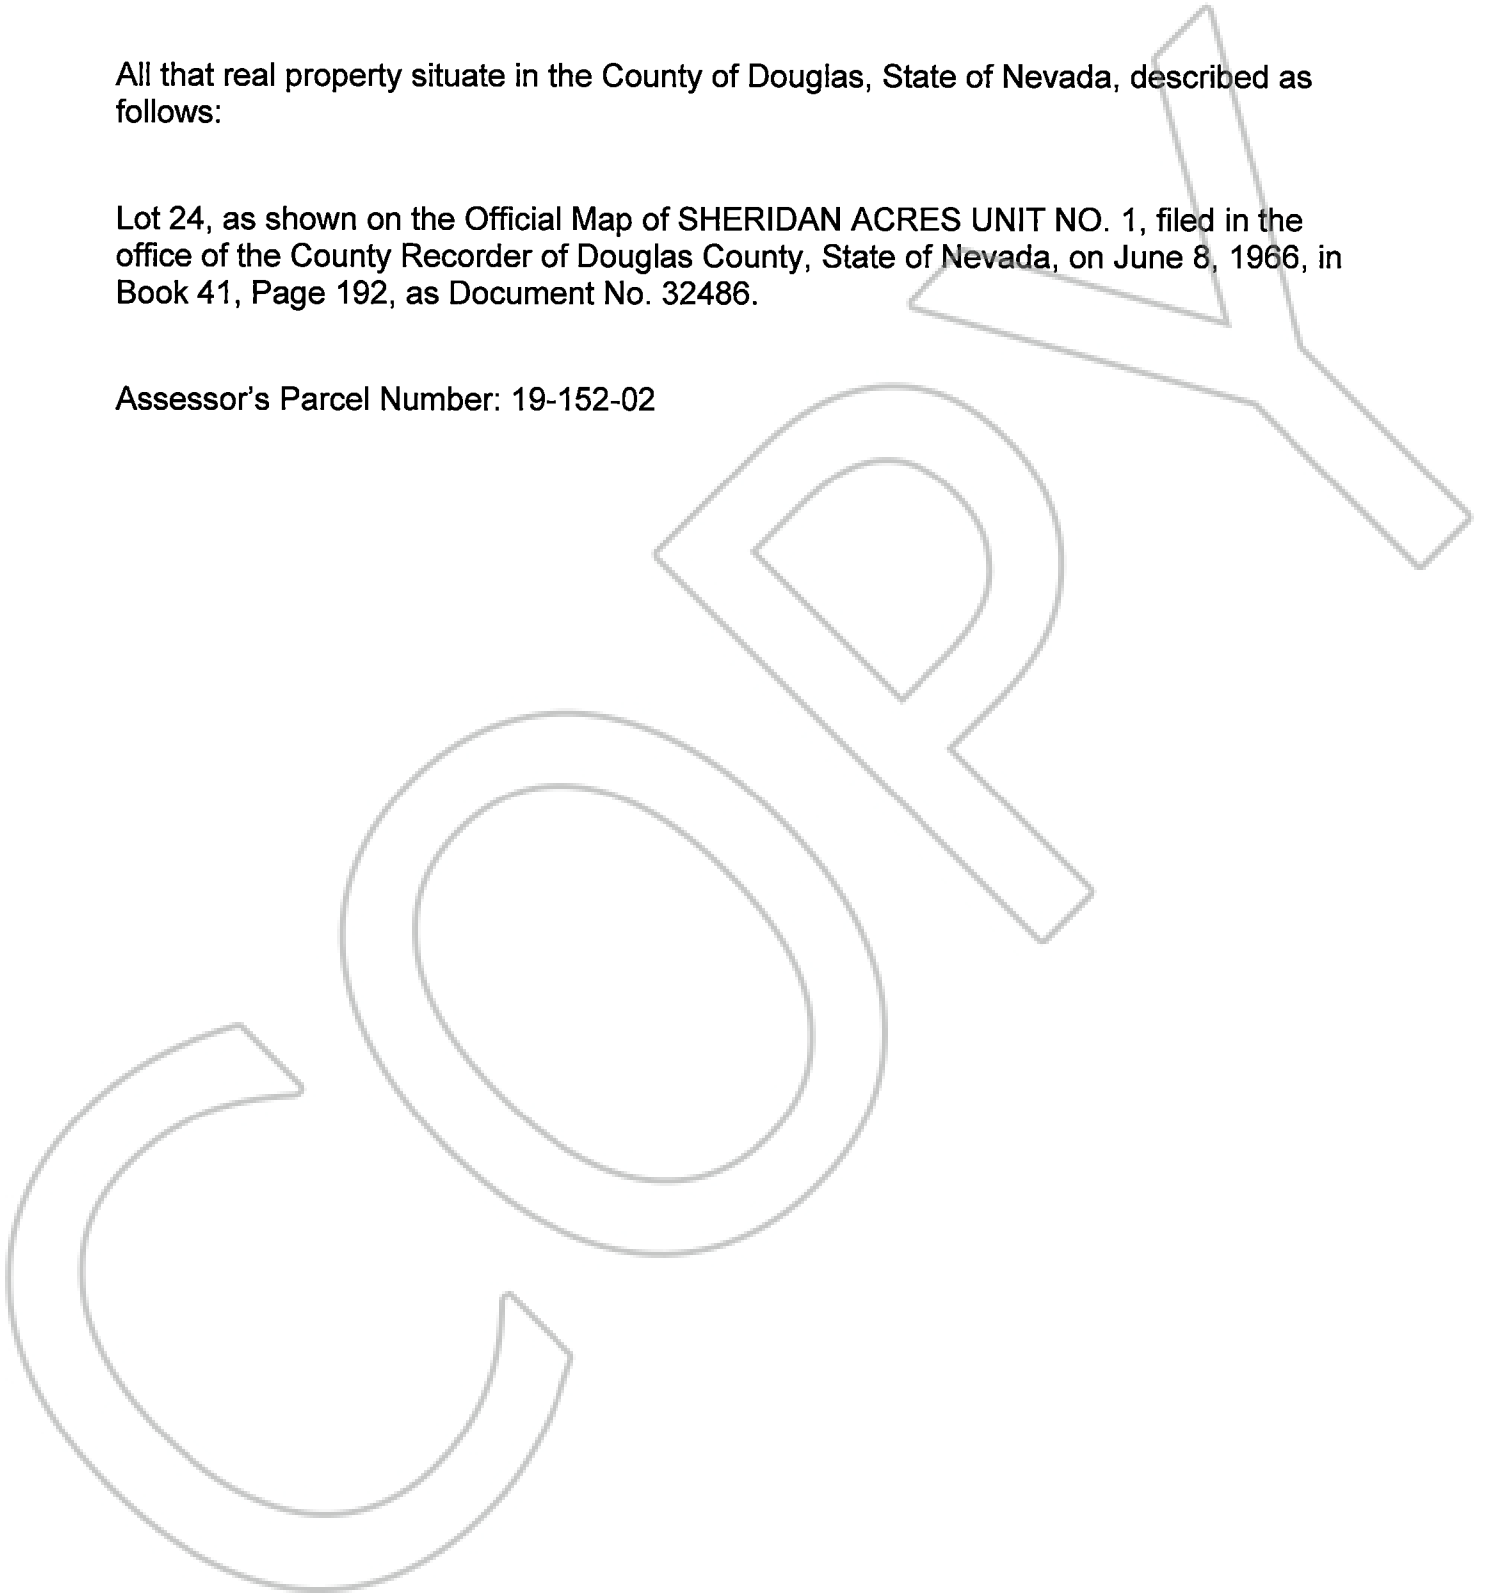 All that real property situate in the County of Douglas, State of Nevada, described as
follows:
Lot 24, as shown on the Official Map of SHERIDAN ACRES UNIT NO. 1, filed in the
office of the County Recorder of Douglas County, State of Nevada, on June 8, 1966, in
Book 41, Page 192, as Document No. 32486.
Assessor's Parcel Number: 19-152-02
COPY